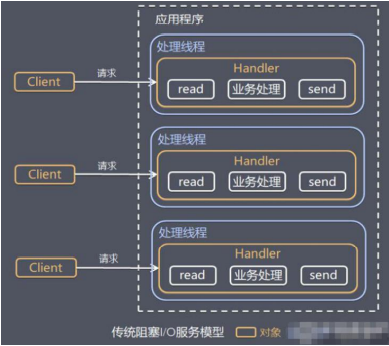 应用程序
处理线程
Handler
Client
请求
read
业务处理
send
处理线程
Handler
Client
请求
read
业务处理
send
处理线程
Handler
Client
请求
read
业务处理
send
传统阻塞I/O服务模型
对象